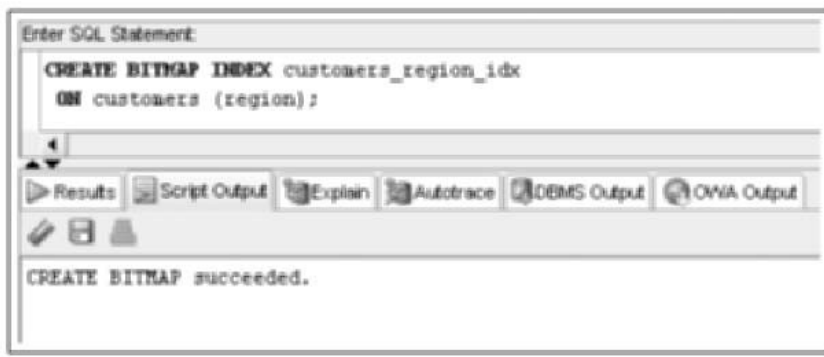 Enter SQL Statement:
CREATE BITMAP INDEX customers_region_idx
ON customers (region);
Results Script Output Explain Autotrace DBMS Output OWA Output
CREATE BITMAP succeeded.